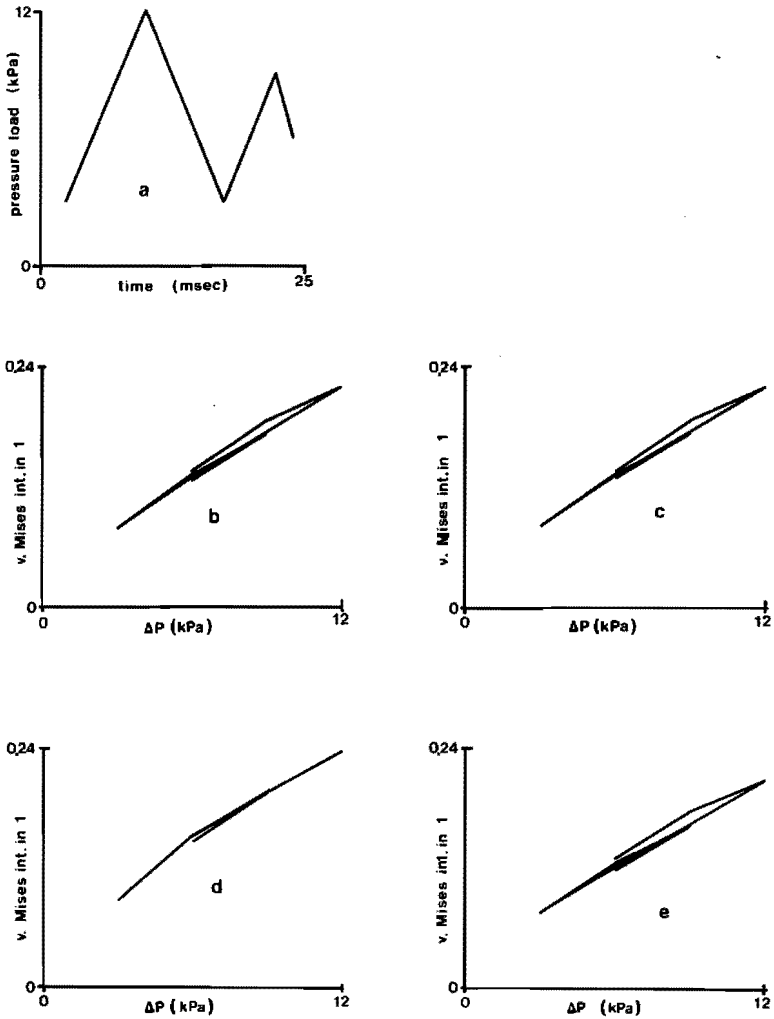 12
pressure load (kPa)
a
0
0
time (msec)
25
0,24
v. Mises int. in 1
b
0
0
ΔP (kPa)
12
0,24
v. Mises int. in 1
c
0
0
ΔP (kPa)
12
0,24
v. Mises int. in 1
d
0
0
ΔP (kPa)
12
0,24
v. Mises int. in 1
e
0
0
ΔP (kPa)
12